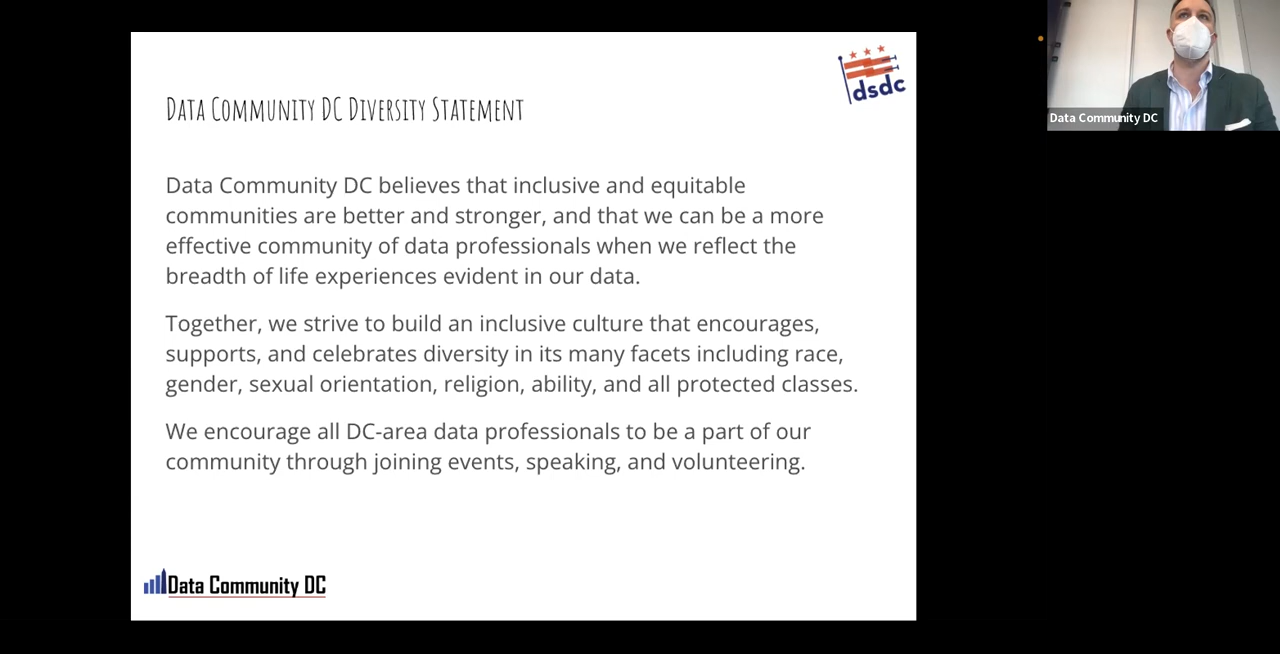 dsdc
DATA COMMUNITY DC DIVERSITY STATEMENT
Data Community DC
Data Community DC believes that inclusive and equitable
communities are better and stronger, and that we can be a more
effective community of data professionals when we reflect the
breadth of life experiences evident in our data.
Together, we strive to build an inclusive culture that encourages,
supports, and celebrates diversity in its many facets including race,
gender, sexual orientation, religion, ability, and all protected classes.
We encourage all DC-area data professionals to be a part of our
community through joining events, speaking, and volunteering.
Data Community DC